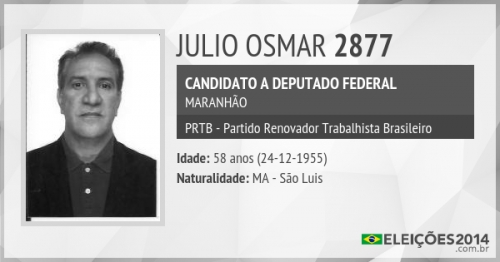 JULIO OSMAR 2877
CANDIDATO A DEPUTADO FEDERAL
MARANHÃO
PRTB - Partido Renovador Trabalhista Brasileiro
Idade: 58 anos (24-12-1955)
Naturalidade: MA - São Luis
ELEIÇÕES2014
.com.br